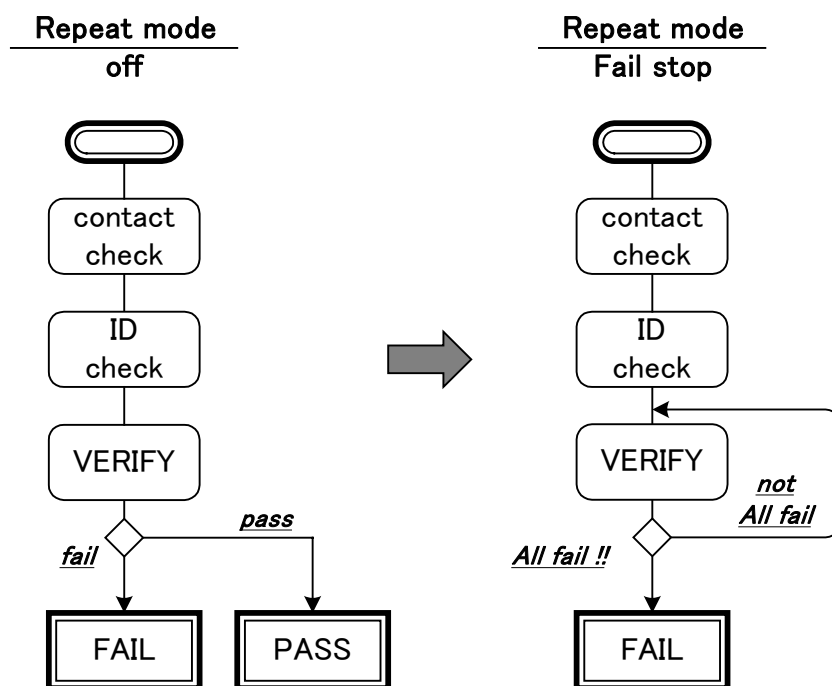 Repeat mode
off
contact
check
ID
check
VERIFY
pass
fail
FAIL
PASS
Repeat mode
Fail stop
contact
check
ID
check
VERIFY
not
All fail
All fail !!
FAIL